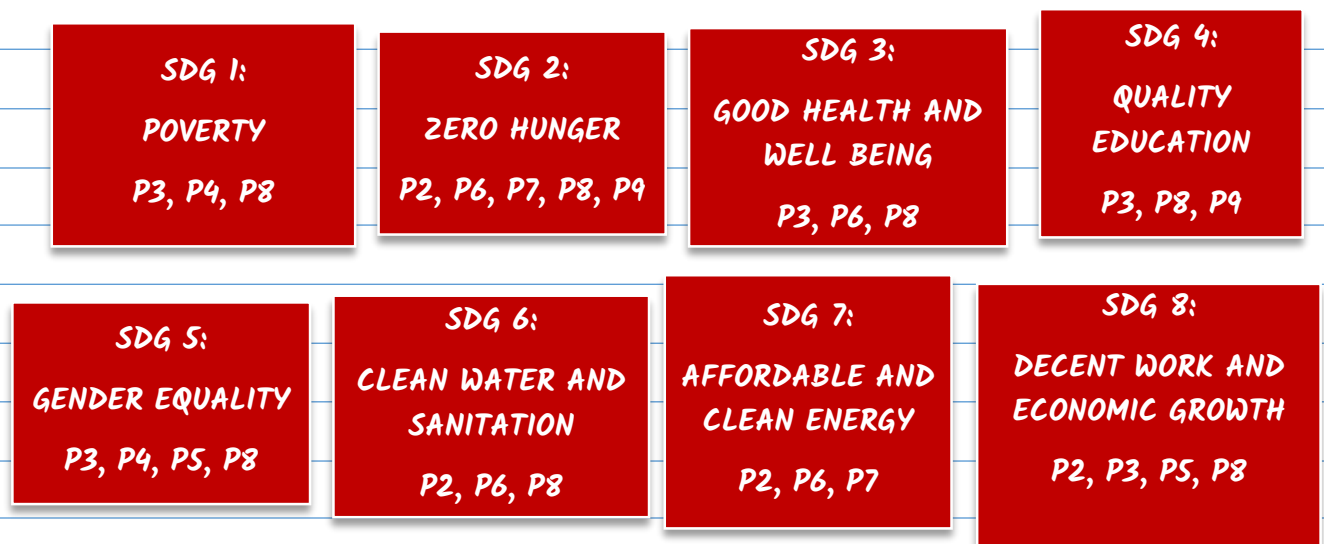 SDG 1:
POVERTY
P3, P4, P8
SDG 2:
ZERO HUNGER
P2, P6, P7, P8, P9
SDG 3:
GOOD HEALTH AND
WELL BEING
P3, P6, P8
SDG 4:
QUALITY
EDUCATION
P3, P8, P9
SDG 5:
GENDER EQUALITY
P3, P4, P5, P8
SDG 6:
CLEAN WATER AND
SANITATION
P2, P6, P8
SDG 7:
AFFORDABLE AND
CLEAN ENERGY
P2, P6, P7
SDG 8:
DECENT WORK AND
ECONOMIC GROWTH
P2, P3, P5, P8